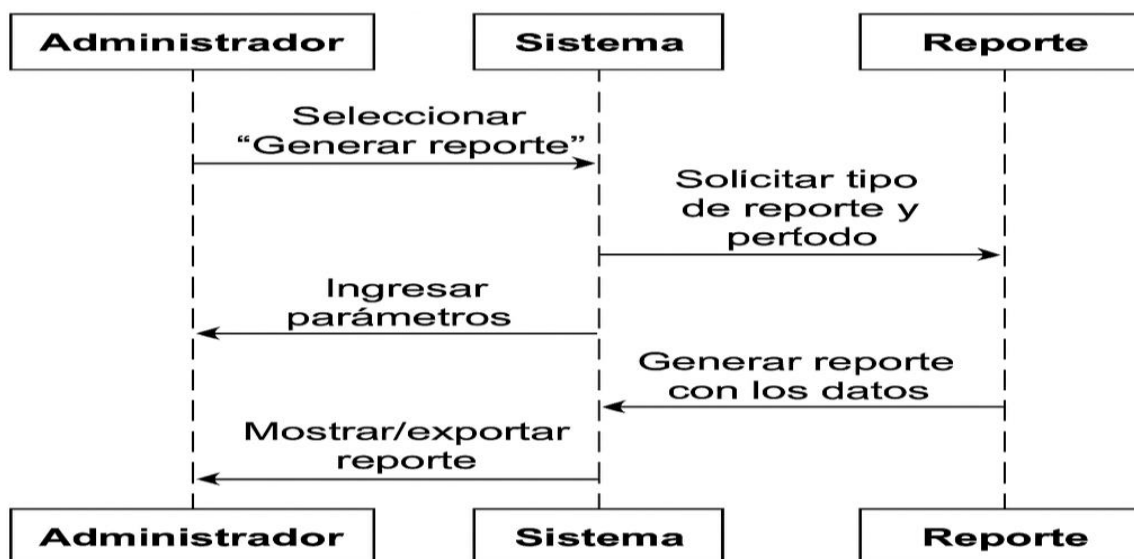 Administrador
Sistema
Reporte
Seleccionar
“Generar reporte”
Solicitar tipo
de reporte y
perfodo
Ingresar
parámetros
Generar reporte
con los datos
Mostrar/exportar
reporte
Administrador
Sistema
Reporte